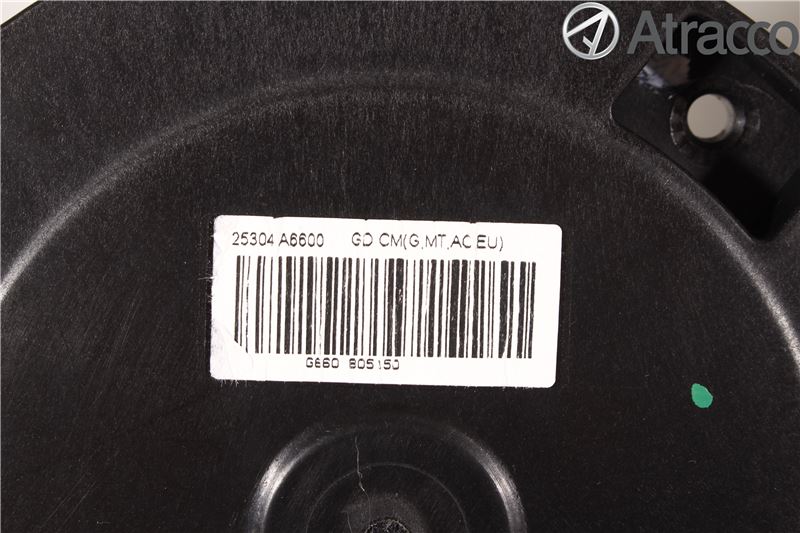 Atracco
25304 A6600 GD CM(G,MT,AC EU)
G660 805150